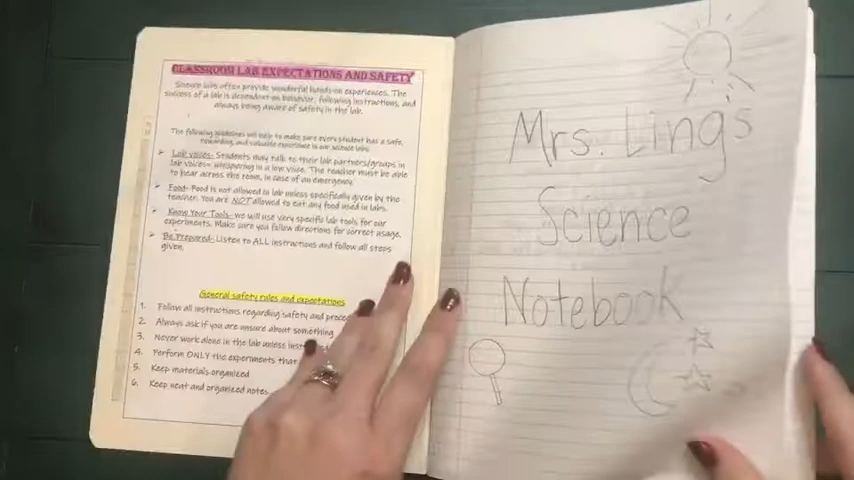 CLASSROOM LAB EXPECTATIONS AND SAFETY
Science labs often provide wonderful hands-on experiences. The
success of a lab is dependent on behavior, following instructions, and
always being aware of safety in the lab.
The following guidelines will help to make sure every student has a safe,
rewarding, and valuable experience in our science labs.
Lab voices- Students may talk to their lab partners/groups in
lab voices- whispering in a low voice. The teacher must be able
to hear across the room, in case of an emergency.
Food- Food is not allowed in lab unless specifically given by the
teacher. You are NOT allowed to eat any food used in labs.
Know Your Tools- we will use very specific lab tools for our
experiments. Make sure you follow directions for correct usage.
Be Prepared- Listen to ALL instructions and follow all steps
given.
General safety rules and expectations
1. Follow all instructions regarding safety and
2. Always ask if you are unsure about something
3. Never work alone in the lab unless
4. Perform ONLY the experiments
5. Keep materials organized
6. Keep neat and organized notes
Mrs. Ling's
Science
Notebook